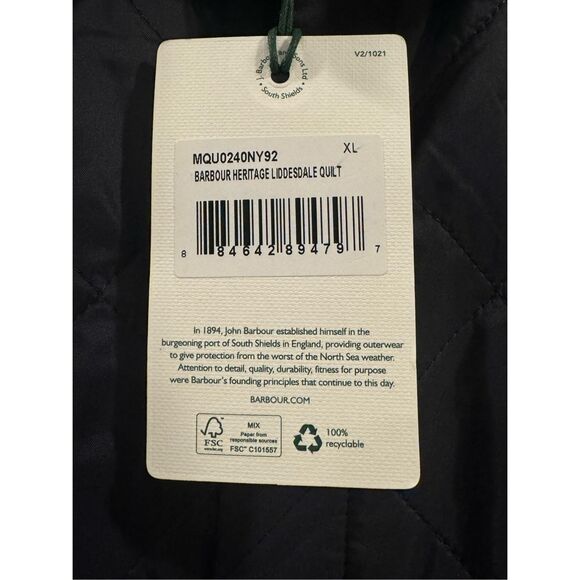 J. Barbour and Sons Ltd
South Shields
V2/1021
MQU0240NY92 XL
BARBOUR HERITAGE LIDDESDALE QUILT
8 84642 89479 7
In 1894, John Barbour established himself in the
burgeoning port of South Shields in England, providing outerwear
to give protection from the worst of the North Sea weather.
Attention to detail, quality, durability, fitness for purpose
were Barbour's founding principles that continue to this day.
BARBOUR.COM
FSC
www.fsc.org
MIX
Paper from
responsible sources
FSC™ C101557
100%
recyclable